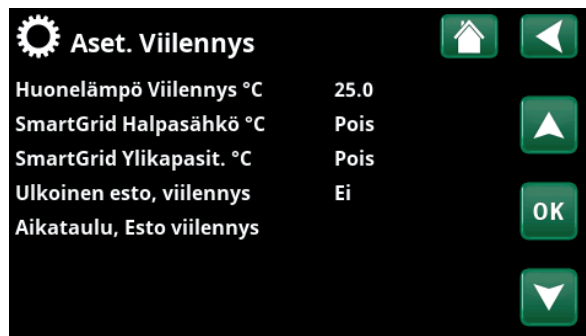 Aset. Viilennys
Huonelämpö Viilennys °C 25.0
SmartGrid Halpasähkö °C Pois
SmartGrid Ylikapasit. °C Pois
Ulkoinen esto, viilennys Ei
Aikataulu, Esto viilennys
OK